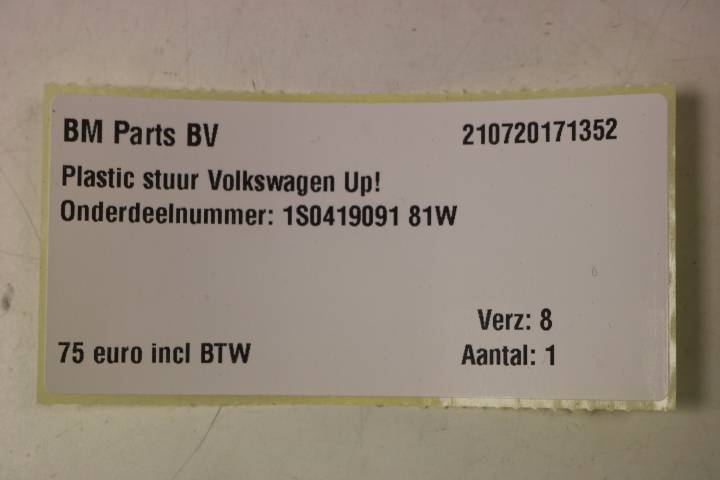 BM Parts BV 210720171352
Plastic stuur Volkswagen Up!
Onderdeelnummer: 1S0419091 81W
Verz: 8
75 euro incl BTW Aantal: 1